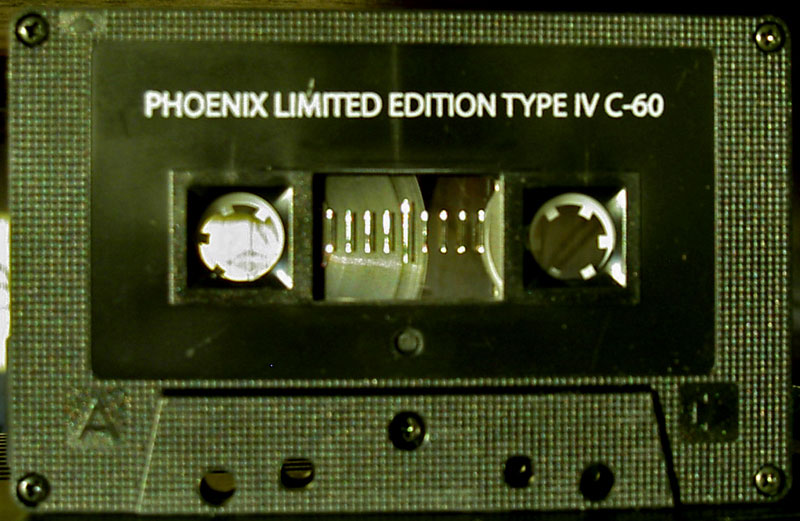 PHOENIX LIMITED EDITION TYPE IV C-60
A